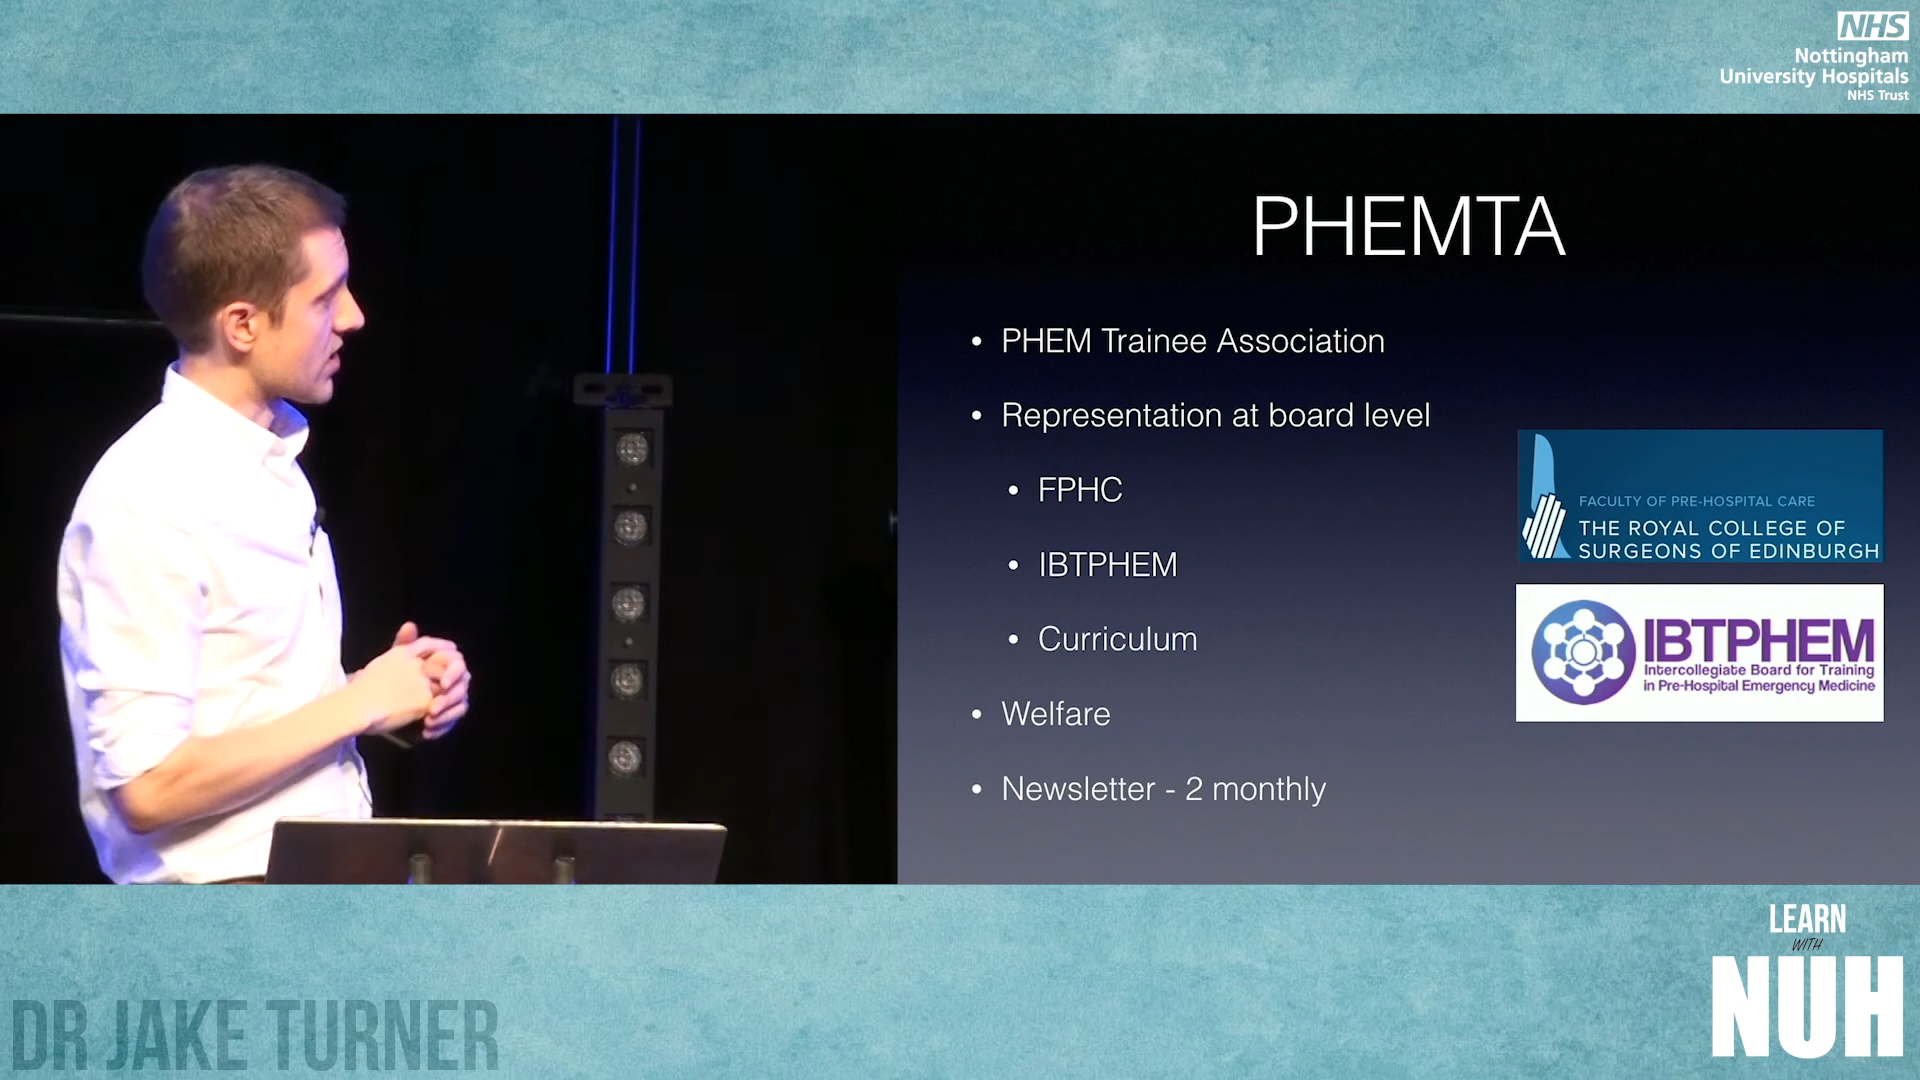 NHS
Nottingham
University Hospitals
NHS Trust
PHEMTA
• PHEM Trainee Association
• Representation at board level
• FPHC
• IBTPHEM
• Curriculum
• Welfare
• Newsletter - 2 monthly
FACULTY OF PRE-HOSPITAL CARE
THE ROYAL COLLEGE OF
SURGEONS OF EDINBURGH
IBTPHEM
Intercollegiate Board for Training
in Pre-Hospital Emergency Medicine
DR JAKE TURNER
LEARN
WITH
NUH